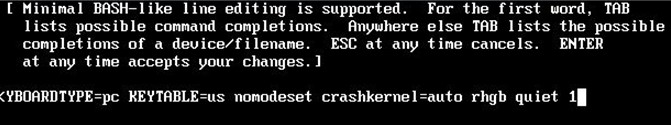 [ Minimal BASH-like line editing is supported.  For the first word, TAB
lists possible command completions.  Anywhere else TAB lists the possible
completions of a device/filename.  ESC at any time cancels.  ENTER
at any time accepts your changes.]
<YBOARDTYPE=pc KEYTABLE=us nomodeset crashkernel=auto rhgb quiet 1